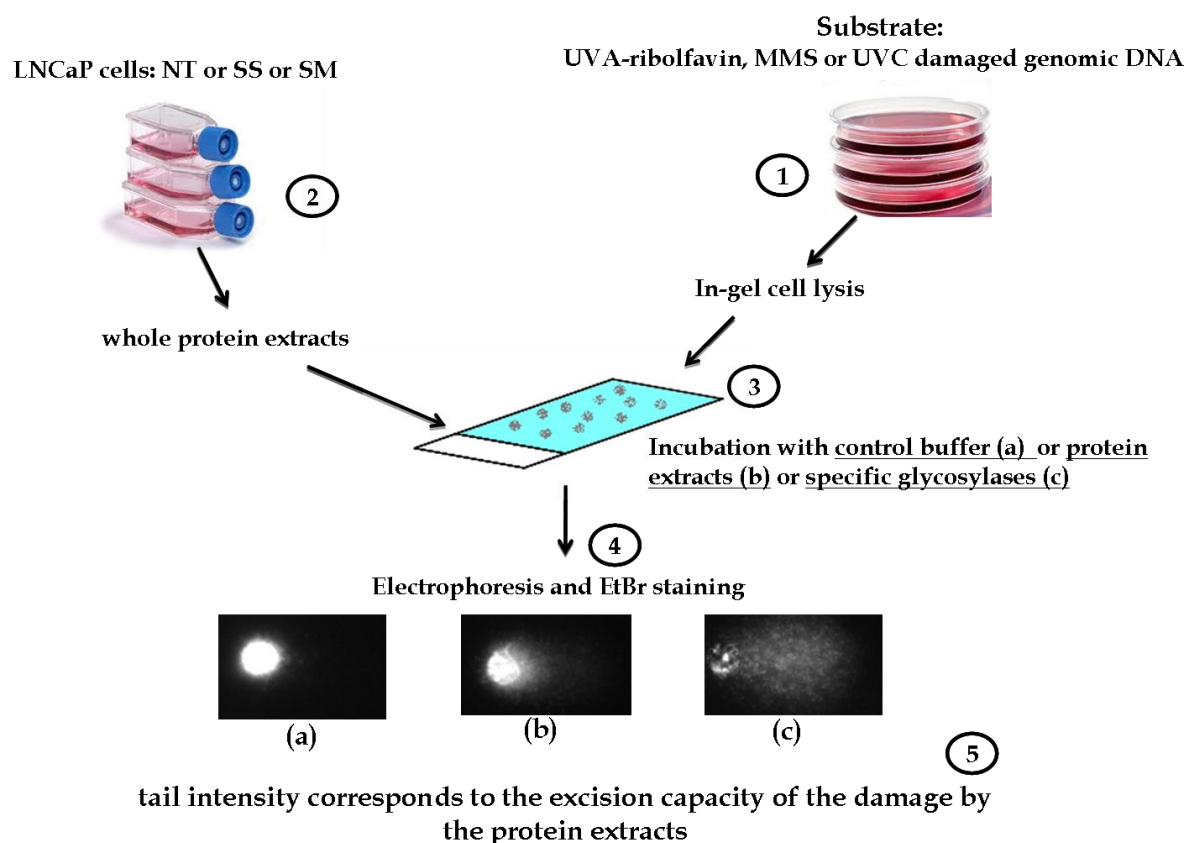 Substrate:
UVA-ribolfavin, MMS or UVC damaged genomic DNA
LNCaP cells: NT or SS or SM
1
2
In-gel cell lysis
whole protein extracts
3
Incubation with control buffer (a) or protein
extracts (b) or specific glycosylases (c)
4
Electrophoresis and EtBr staining
(a)
(b)
(c)
5
tail intensity corresponds to the excision capacity of the damage by
the protein extracts